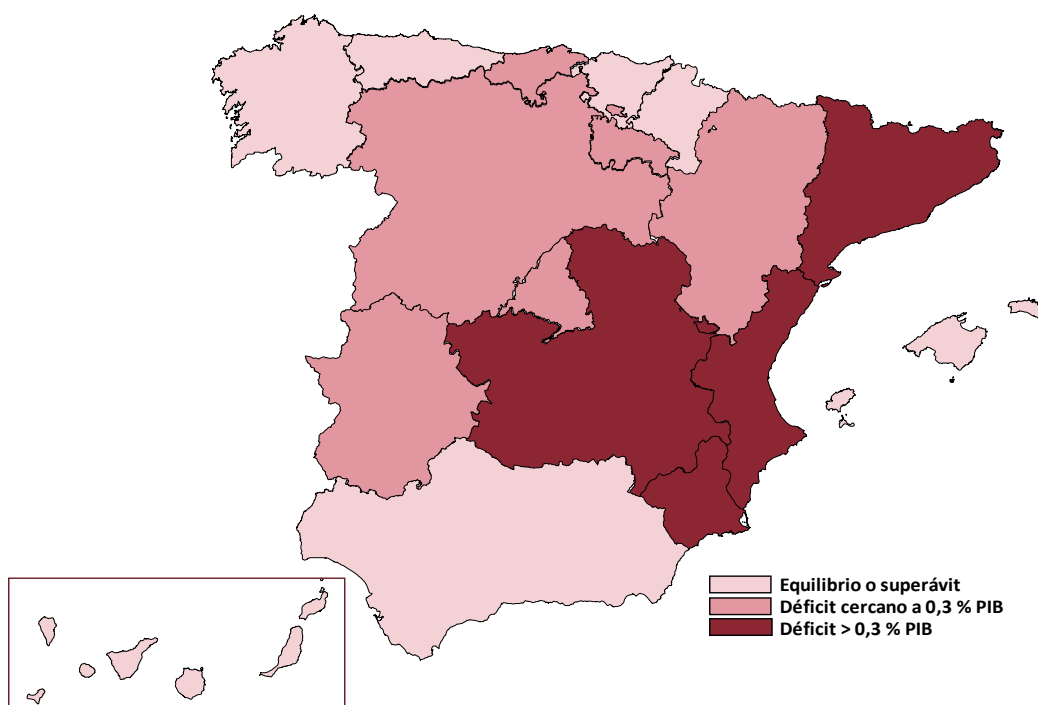 Equilibrio o superávit
Déficit cercano a 0,3 % PIB
Déficit > 0,3 % PIB